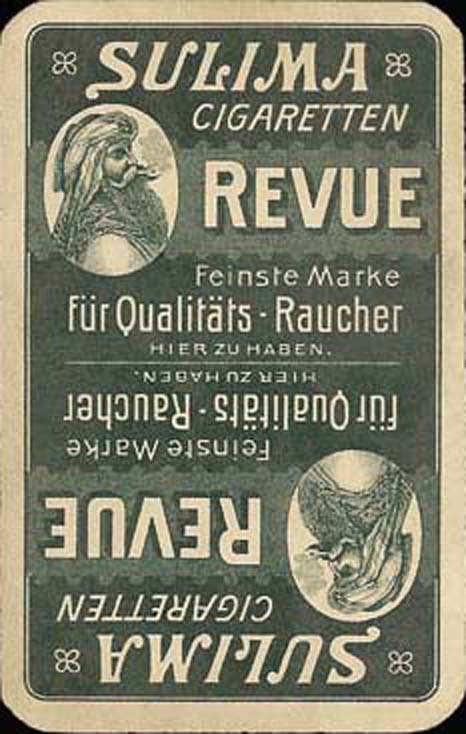 SULIMA
CIGARETTEN
REVUE
Feinste Marke
für Qualitäts-Raucher
HIER ZU HABEN.
HIER ZU HABEN.
für Qualitäts-Raucher
Feinste Marke
REVUE
CIGARETTEN
SULIMA